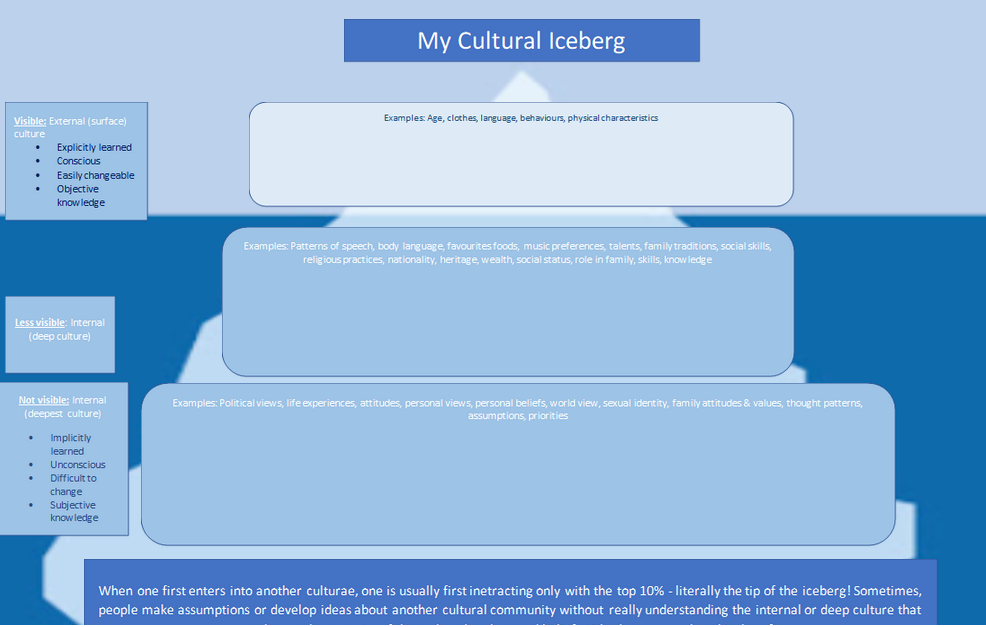 My Cultural Iceberg
Visible: External (surface)
culture
• Explicitly learned
• Conscious
• Easily changeable
• Objective
knowledge
Examples: Age, clothes, language, behaviours, physical characteristics
Examples: Patterns of speech, body language, favourites foods, music preferences, talents, family traditions, social skills,
religious practices, nationality, heritage, wealth, social status, role in family, skills, knowledge
Less visible: Internal
(deep culture)
Not visible: Internal
(deepest culture)
• Implicitly
learned
• Unconscious
• Difficult to
change
• Subjective
knowledge
Examples: Political views, life experiences, attitudes, personal views, personal beliefs, world view, sexual identity, family attitudes & values, thought patterns,
assumptions, priorities
When one first enters into another culturae, one is usually first inetracting only with the top 10% - literally the tip of the iceberg! Sometimes,
people make assumptions or develop ideas about another cultural community without really understanding the internal or deep culture that